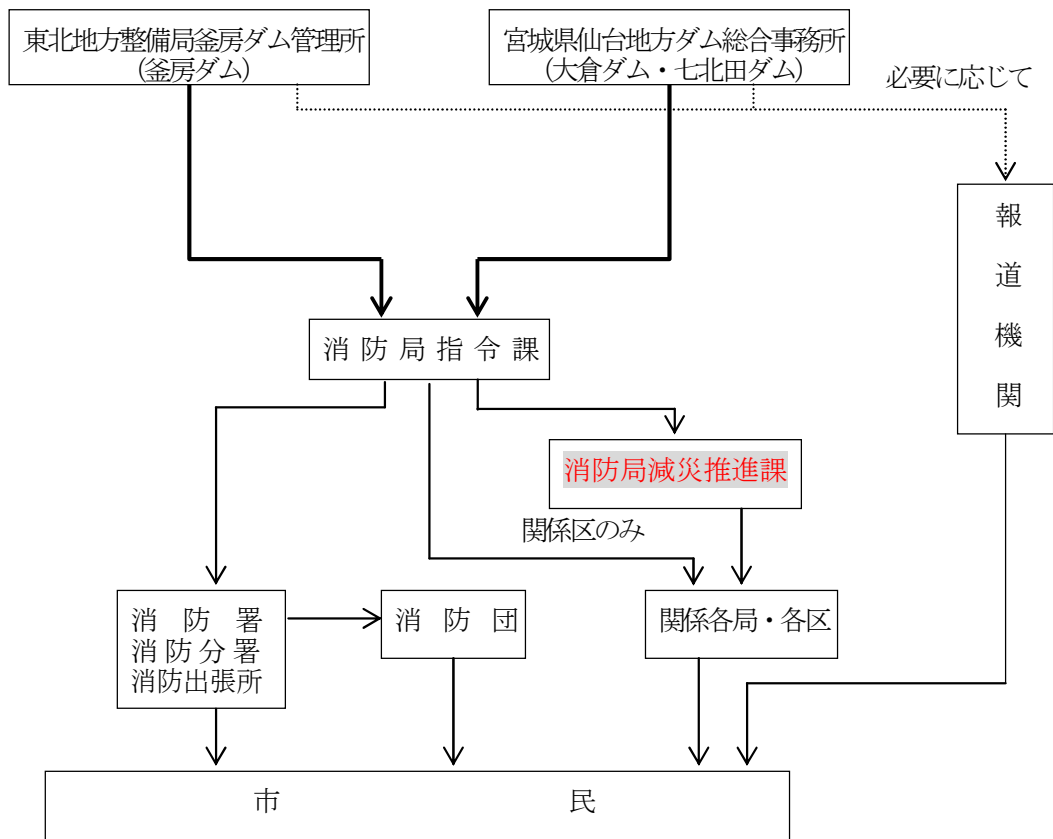 東北地方整備局釜房ダム管理所
(釜房ダム)
宮城県仙台地方ダム総合事務所
(大倉ダム・七北田ダム)
必要に応じて
報道機関
消防局指令課
消防局減災推進課
関係区のみ
消防署
消防分署
消防出張所
消防団
関係各局・各区
市民